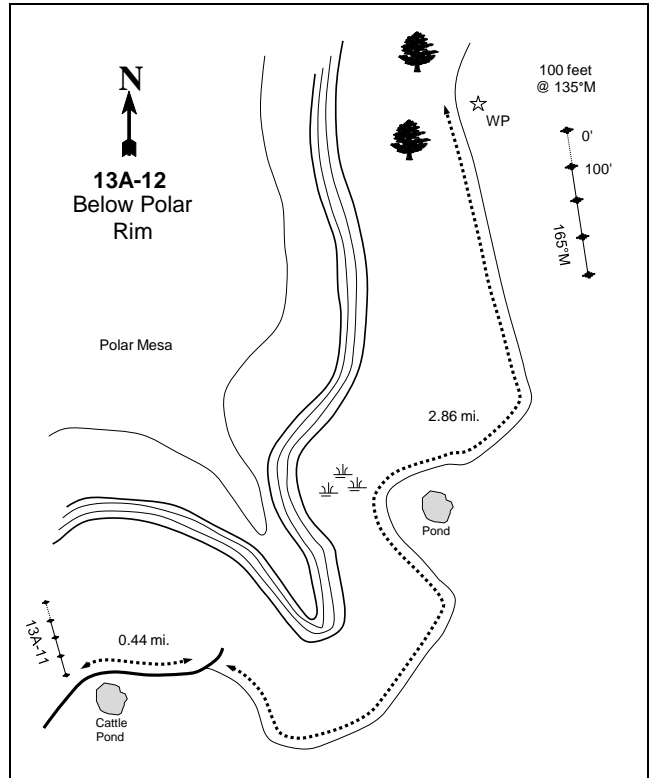 N
13A-12
Below Polar
Rim
100 feet
@ 135°M
WP
0'
100'
165°M
Polar Mesa
2.86 mi.
Pond
13A-11
0.44 mi.
Cattle
Pond